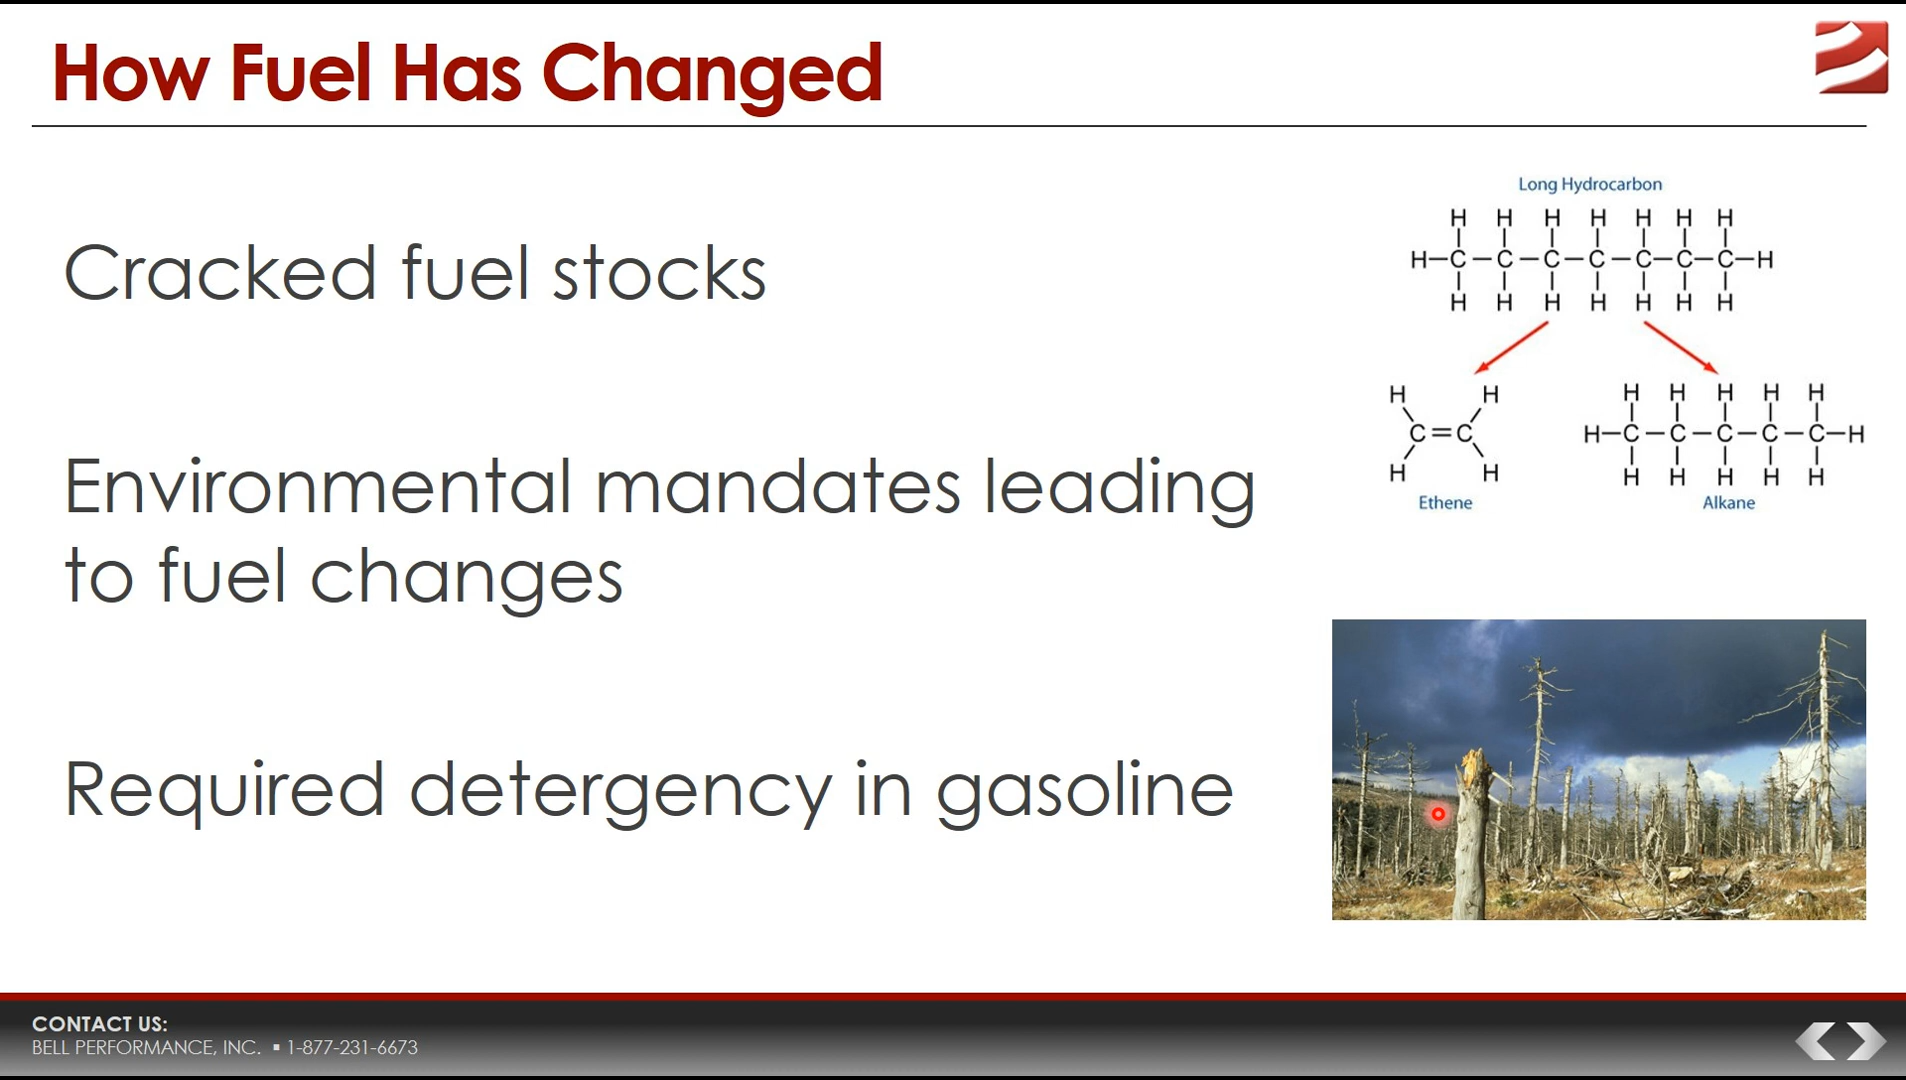 How Fuel Has Changed
Cracked fuel stocks
Environmental mandates leading
to fuel changes
Required detergency in gasoline
Long Hydrocarbon
H H H H H H H
H–C–C–C–C–C–C–C–H
H H H H H H H
H H
C=C
H H
Ethene
H H H H H
H–C–C–C–C–C–H
H H H H H
Alkane
CONTACT US:
BELL PERFORMANCE, INC. ▪ 1-877-231-6673